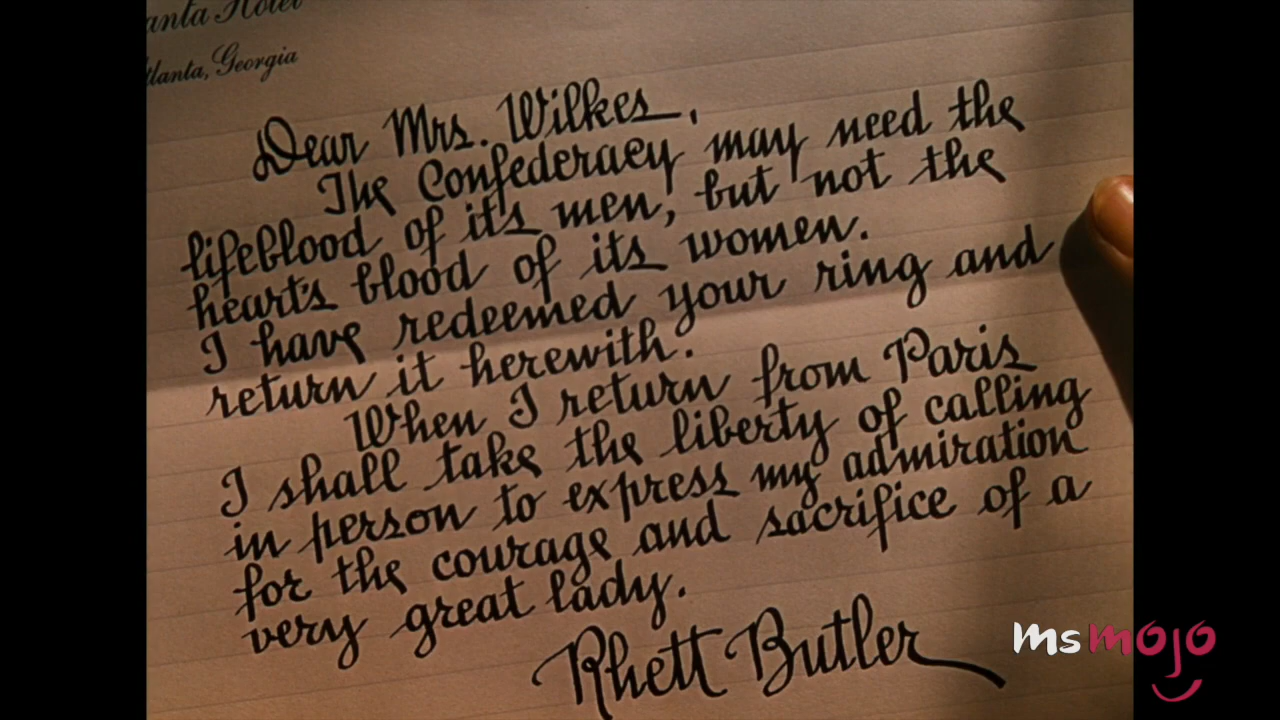 anta Hotel
tlanta, Georgia
Dear Mrs. Wilkes,
The Confederacy may need the
lifeblood of it's men, but not the
heart's blood of its women.
I have redeemed your ring and
return it herewith.
When I return from Paris
I shall take the liberty of calling
in person to express my admiration
for the courage and sacrifice of a
very great lady.
Rhett Butler
msmojo